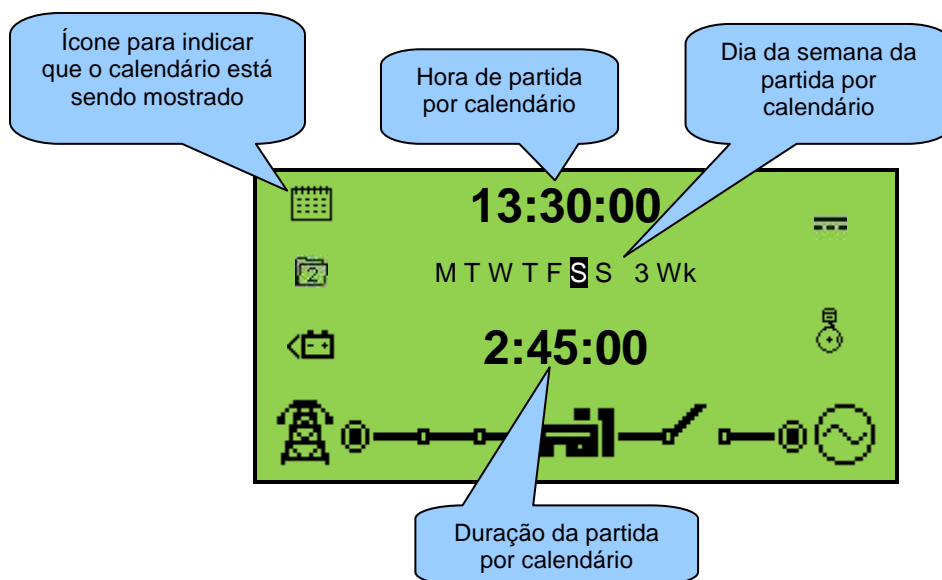 Ícone para indicar
que o calendário está
sendo mostrado
Hora de partida
por calendário
Dia da semana da
partida por
calendário
13:30:00
M T W T F S S 3 Wk
2
2:45:00
Duração da partida
por calendário